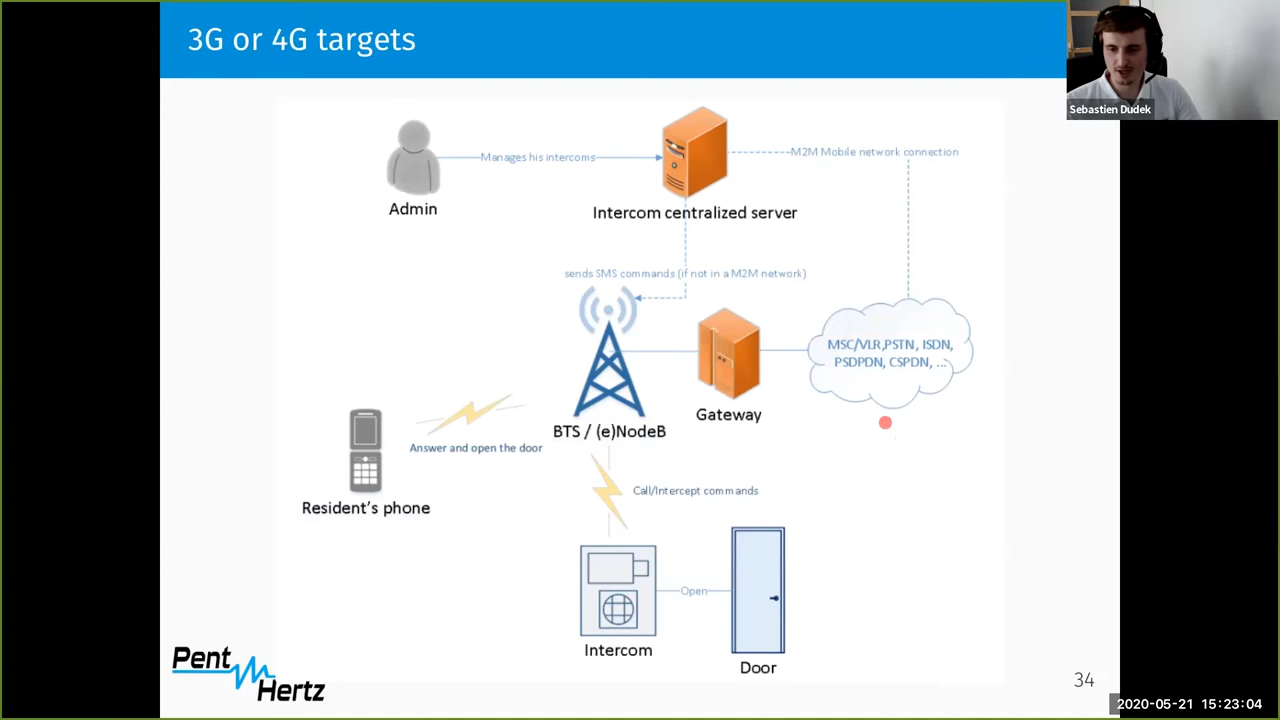 3G or 4G targets
Sebastien Dudek
Manages his intercoms
M2M Mobile network connection
Admin
Intercom centralized server
sends SMS commands (if not in a M2M network)
MSC/VLR,PSTN, ISDN,
PSDPDN, CSPDN, ...
Gateway
BTS / (e)NodeB
Answer and open the door
Resident's phone
Call/Intercept commands
Open
Intercom
Door
Pent
Hertz
34
2020-05-21 15:23:04